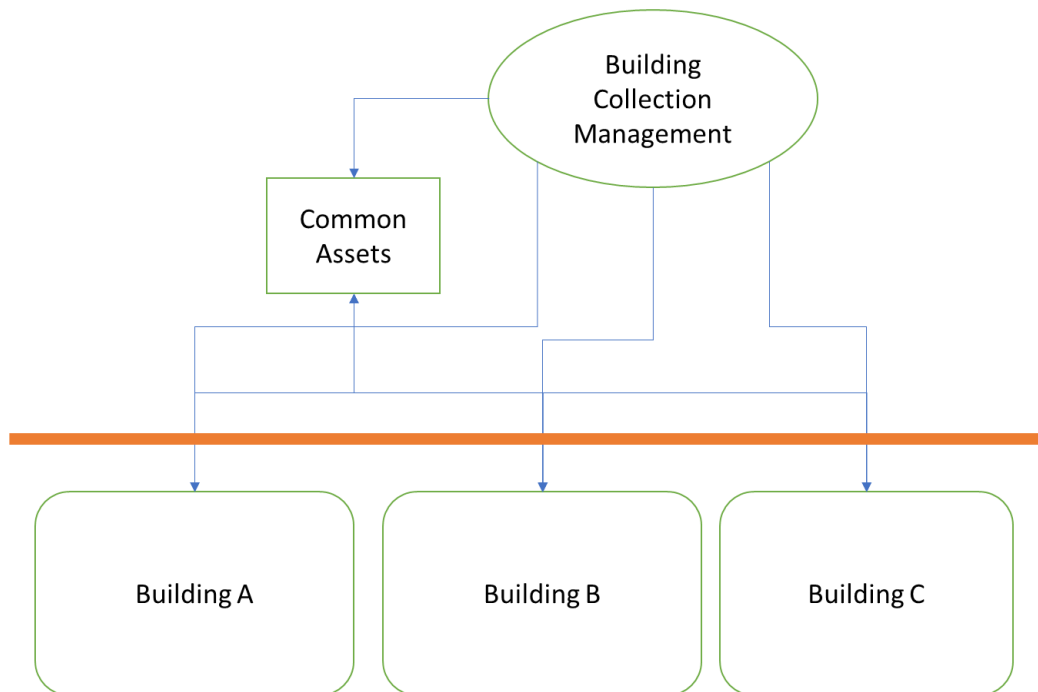 Building
Collection
Management
Common
Assets
Building A
Building B
Building C